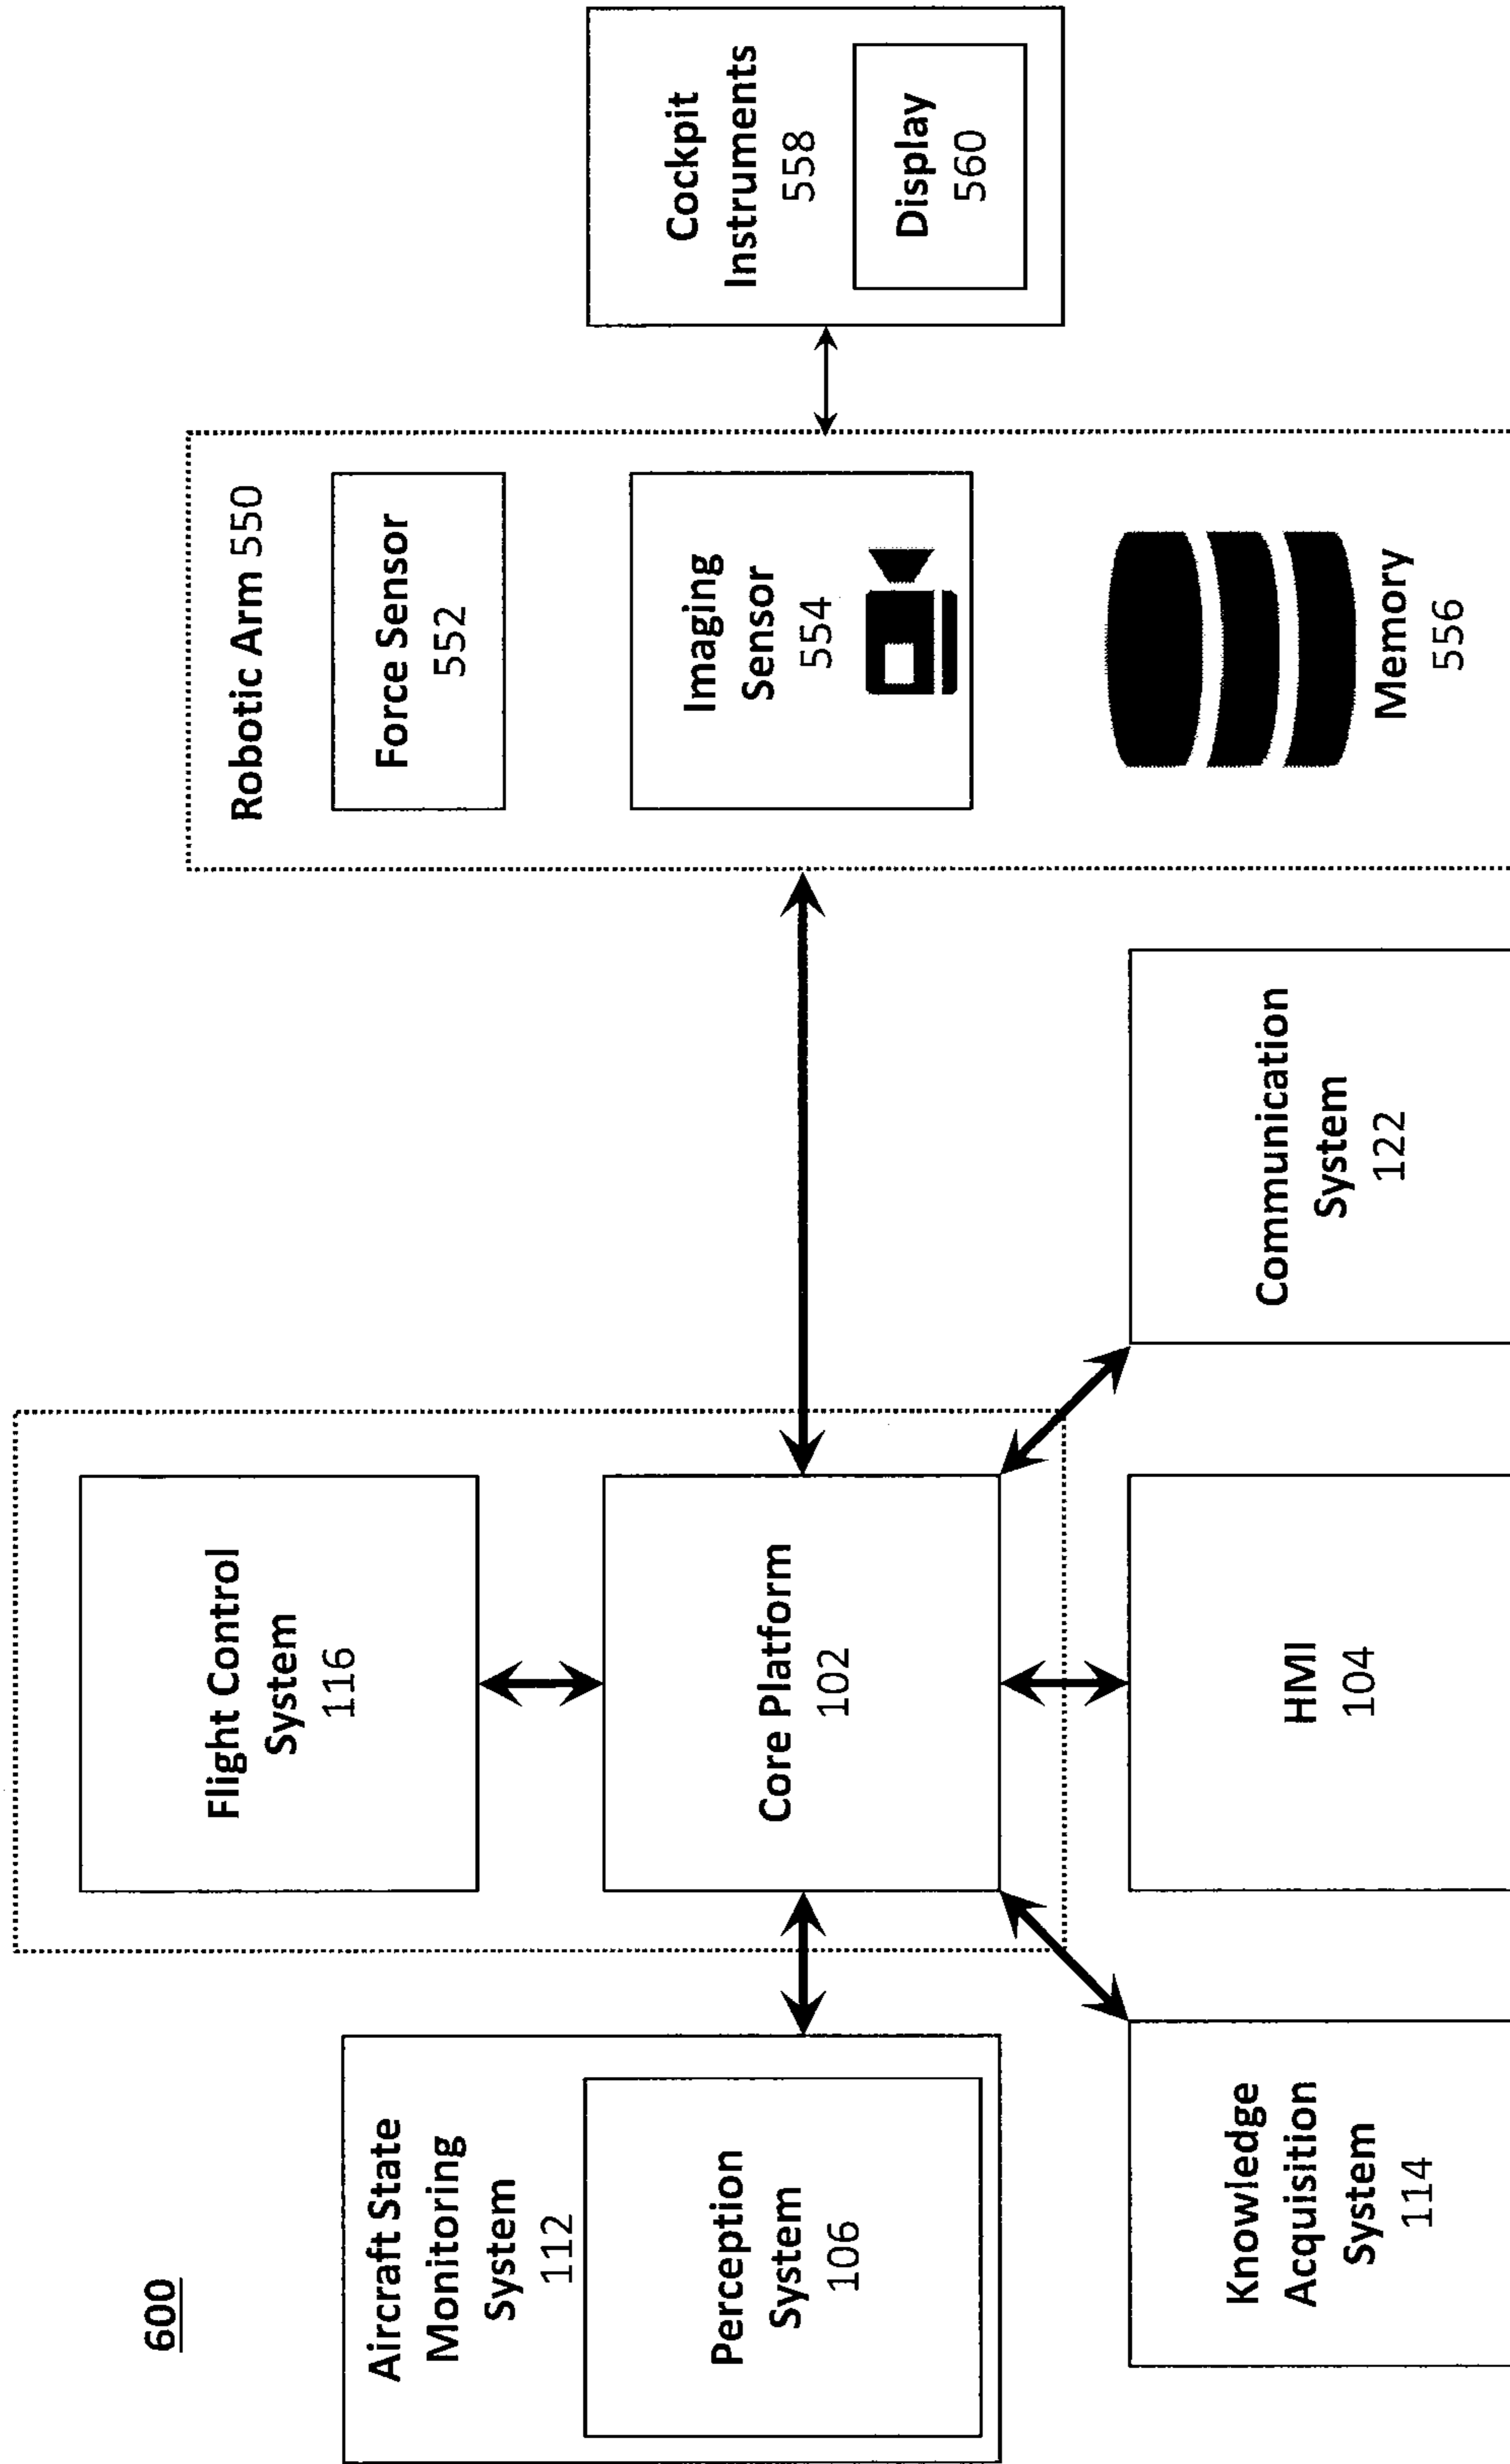 600
Aircraft State
Monitoring
System
112
Perception
System
106
Knowledge
Acquisition
System
114
Flight Control
System
116
Core Platform
102
HMI
104
Communication
System
122
Robotic Arm 550
Force Sensor
552
Imaging
Sensor
554
Memory
556
Cockpit
Instruments
558
Display
560